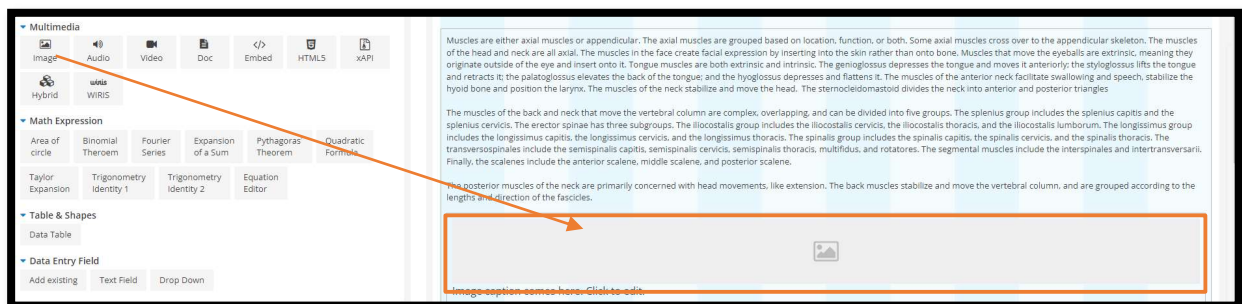 Multimedia
Image Audio Video Doc Embed HTML5 xAPI
Hybrid WIRIS
Math Expression
Area of circle Binomial Theroem Fourier Series Expansion of a Sum Pythagoras Theorem Quadratic Formula
Taylor Expansion Trigonometry Identity 1 Trigonometry Identity 2 Equation Editor
Table & Shapes
Data Table
Data Entry Field
Add existing Text Field Drop Down
Muscles are either axial muscles or appendicular. The axial muscles are grouped based on location, function, or both. Some axial muscles cross over to the appendicular skeleton. The muscles
of the head and neck are all axial. The muscles in the face create facial expression by inserting into the skin rather than onto bone. Muscles that move the eyeballs are extrinsic, meaning they
originate outside of the eye and insert onto it. Tongue muscles are both extrinsic and intrinsic. The genioglossus depresses the tongue and moves it anteriorly; the styloglossus lifts the tongue
and retracts it; the palatoglossus elevates the back of the tongue; and the hyoglossus depresses and flattens it. The muscles of the anterior neck facilitate swallowing and speech, stabilize the
hyoid bone and position the larynx. The muscles of the neck stabilize and move the head. The sternocleidomastoid divides the neck into anterior and posterior triangles
The muscles of the back and neck that move the vertebral column are complex, overlapping, and can be divided into five groups. The splenius group includes the splenius capitis and the
splenius cervicis. The erector spinae has three subgroups. The iliocostalis group includes the iliocostalis cervicis, the iliocostalis thoracis, and the iliocostalis lumborum. The longissimus group
includes the longissimus capitis, the longissimus cervicis, and the longissimus thoracis. The spinalis group includes the spinalis capitis, the spinalis cervicis, and the spinalis thoracis. The
transversospinales include the semispinalis capitis, semispinalis cervicis, semispinalis thoracis, multifidus, and rotatores. The segmental muscles include the interspinales and intertransversarii.
Finally, the scalenes include the anterior scalene, middle scalene, and posterior scalene.
The posterior muscles of the neck are primarily concerned with head movements, like extension. The back muscles stabilize and move the vertebral column, and are grouped according to the
lengths and direction of the fascicles.
Image caption comes here. Click to edit.